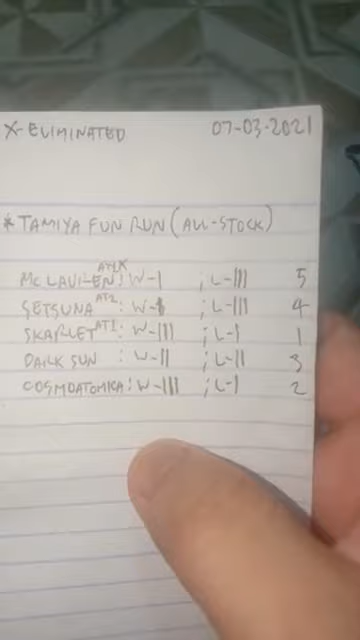 X-ELIMINATED 07-03-2021
* TAMIYA FUN RUN (ALL-STOCK)
MCLAUREN: W-I ; L-III 5
SETSUNA : W- ; L-III 4
SKARLET : W-III ; L-I 1
DARK SUN : W-II ; L-II 3
COSMOATOMICA : W-III ; L-I 2